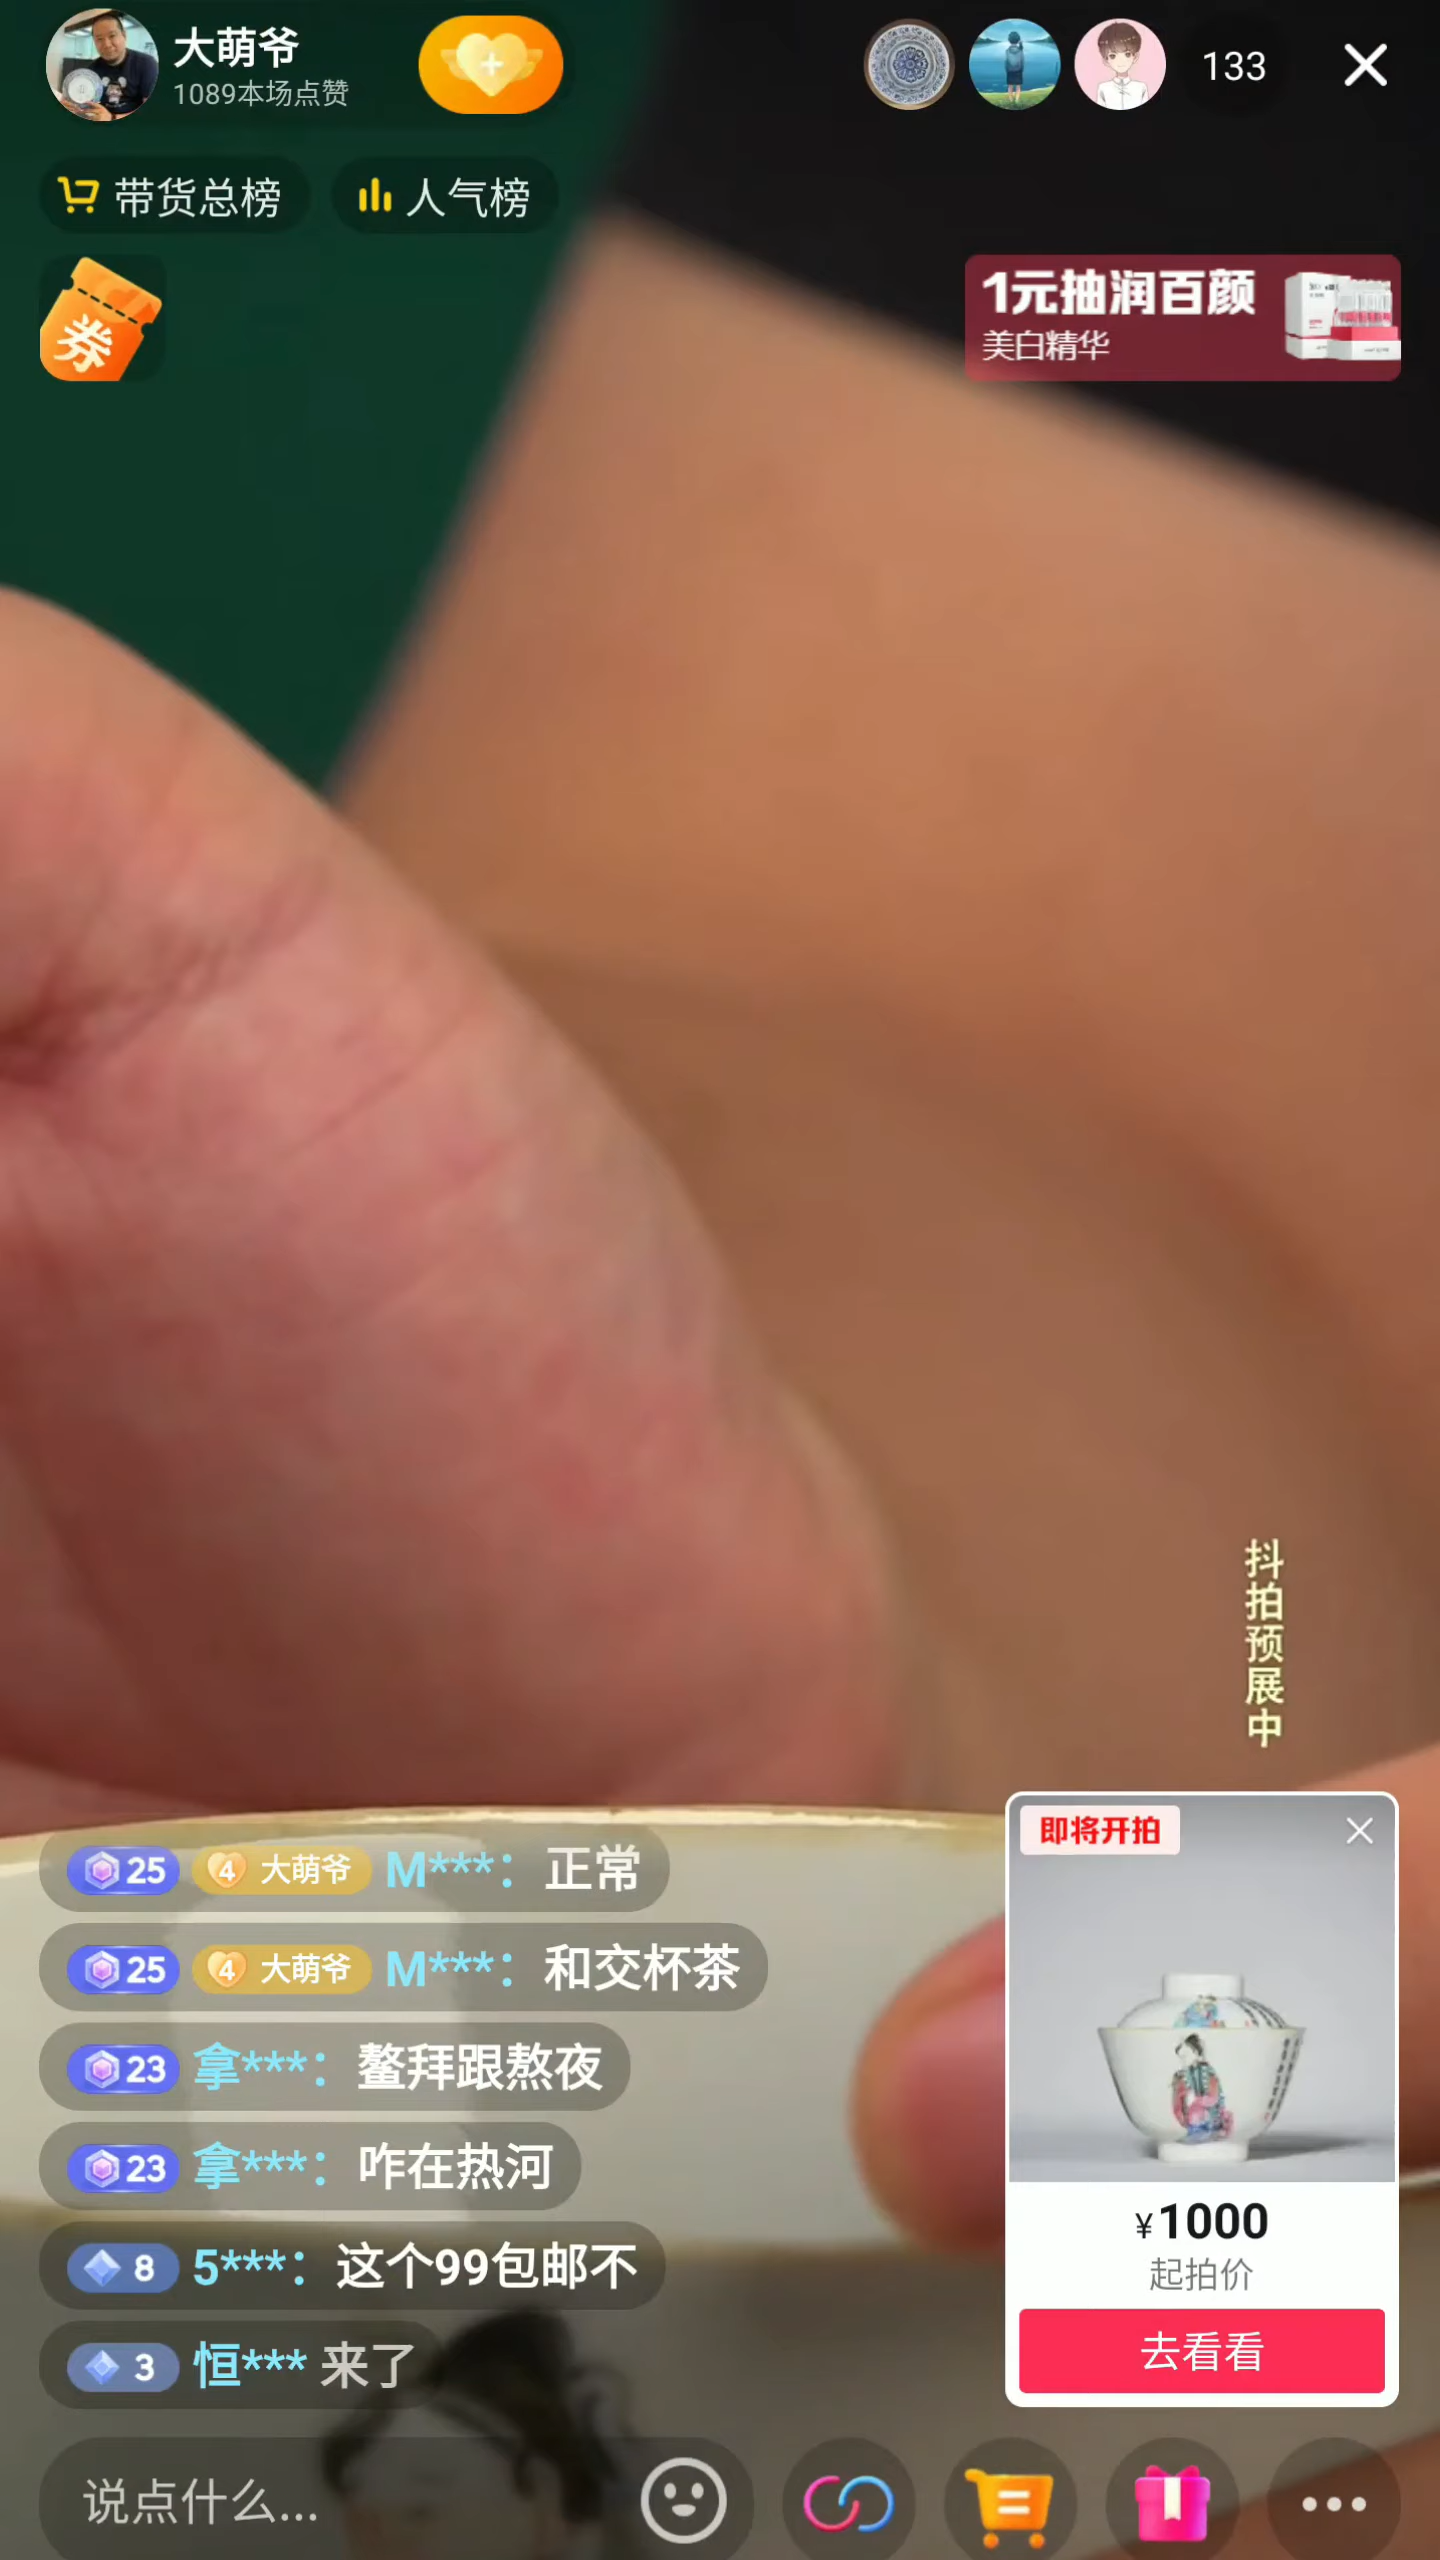 大萌爷
1089本场点赞
133
带货总榜
人气榜
券
1元抽润百颜
美白精华
抖拍预展中
25 4 大萌爷 M***：正常
25 4 大萌爷 M***：和交杯茶
23 拿***：鳌拜跟熬夜
23 拿***：咋在热河
8 5***：这个99包邮不
3 恒*** 来了
即将开拍
¥1000
起拍价
去看看
说点什么...